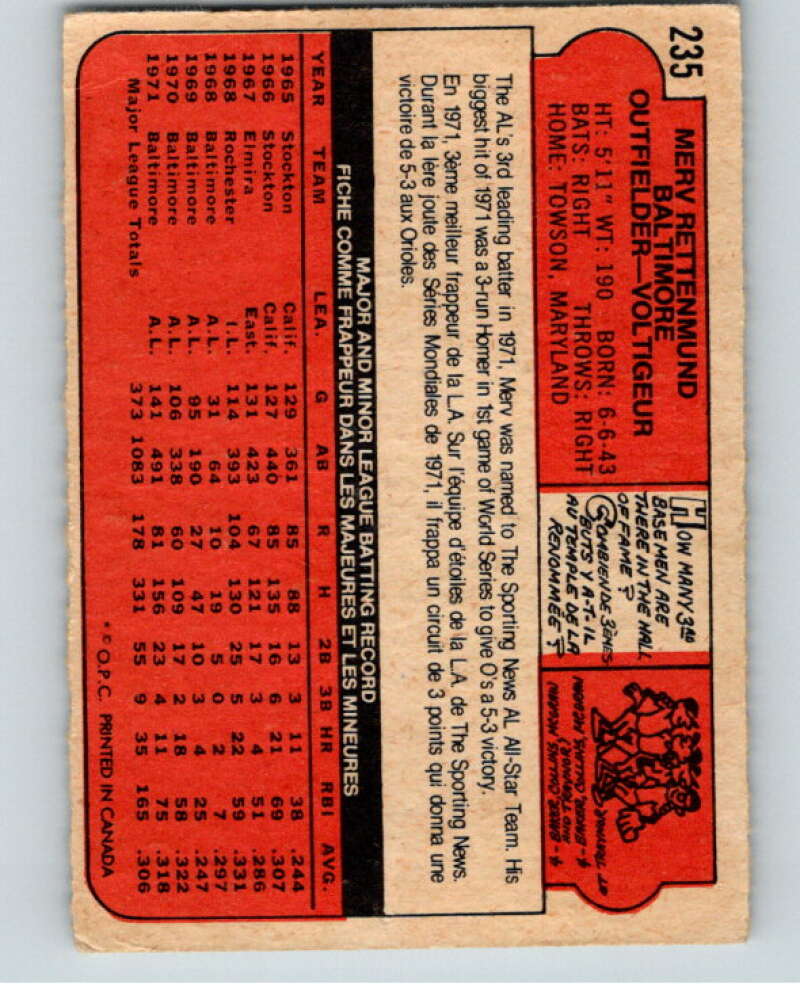 235
MERV RETTENMUND
BALTIMORE
OUTFIELDER—VOLTIGEUR
HT: 5'11" WT: 190 BORN: 6-6-43
BATS: RIGHT THROWS: RIGHT
HOME: TOWSON, MARYLAND
HOW MANY 3RD
BASEMEN ARE
THERE IN THE HALL
OF FAME?
COMBIEN DE 3ÈMES
BUTS Y A-T-IL
AU TEMPLE DE LA
RENOMMÉE?
4 - BAKER, COLLINS, McGRAW
AND TRAYNOR.
4 - BAKER, COLLINS, McGRAW
ET TRAYNOR.
The AL's 3rd leading batter in 1971, Merv was named to The Sporting News AL All-Star Team. His
biggest hit of 1971 was a 3-run Homer in 1st game of World Series to give O's a 5-3 victory.
En 1971, 3ème meilleur frappeur de la L.A. Sur l'équipe d'étoiles de la L.A. de The Sporting News.
Durant la 1ère joute des Séries Mondiales de 1971, il frappa un circuit de 3 points qui donna une
victoire de 5-3 aux Orioles.
MAJOR AND MINOR LEAGUE BATTING RECORD
FICHE COMME FRAPPEUR DANS LES MAJEURES ET LES MINEURES
YEAR TEAM LEA. G AB R H 2B 3B HR RBI AVG.
1965 Stockton Calif. 129 361 85 88 13 3 11 38 .244
1966 Stockton Calif. 127 440 85 135 16 6 21 69 .307
1967 Elmira East. 131 423 67 121 17 3 4 51 .286
1968 Rochester I.L. 114 393 104 130 25 5 22 59 .331
1968 Baltimore A.L. 31 64 10 19 5 0 2 7 .297
1969 Baltimore A.L. 95 190 27 47 10 3 4 25 .247
1970 Baltimore A.L. 106 338 60 109 17 2 18 58 .322
1971 Baltimore A.L. 141 491 81 156 23 4 11 75 .318
Major League Totals 373 1083 178 331 55 9 35 165 .306
* © O.P.C. PRINTED IN CANADA